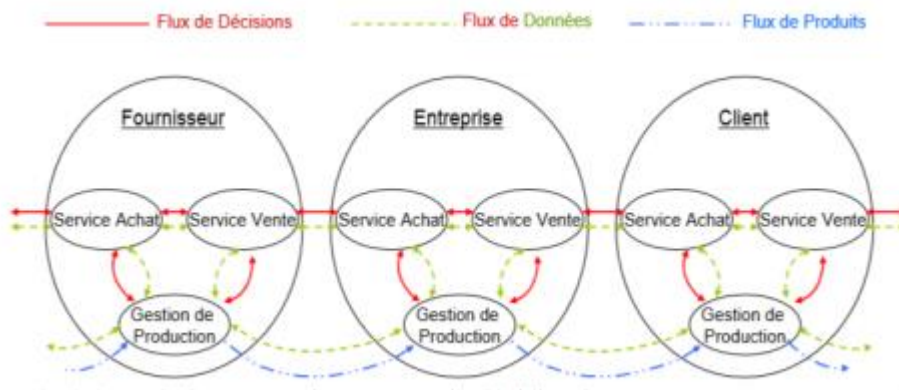 Flux de Décisions
Flux de Données
Flux de Produits
Fournisseur
Entreprise
Client
Service Achat
Service Vente
Service Achat
Service Vente
Service Achat
Service Vente
Gestion de
Production
Gestion de
Production
Gestion de
Production